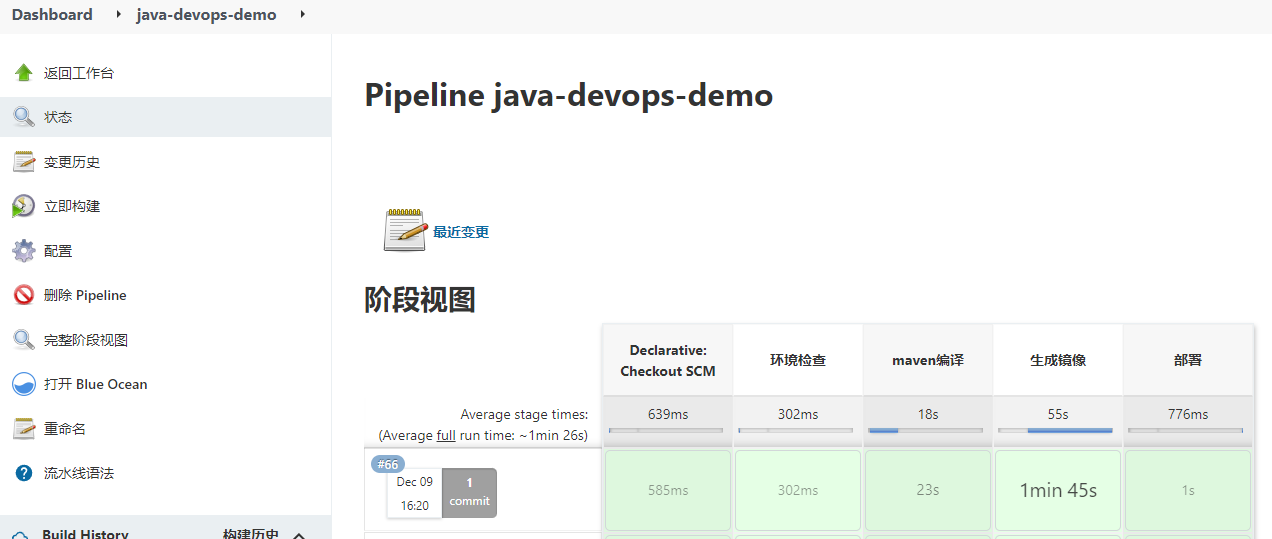 Dashboard
java-devops-demo
返回工作台
状态
变更历史
立即构建
配置
删除 Pipeline
完整阶段视图
打开 Blue Ocean
重命名
流水线语法
Build History 构建历史
Pipeline java-devops-demo
最近变更
阶段视图
Declarative: Checkout SCM
环境检查
maven编译
生成镜像
部署
Average stage times:
639ms 302ms 18s 55s 776ms
(Average full run time: ~1min 26s)
#66
Dec 09
16:20
1
commit
585ms 302ms 23s 1min 45s 1s